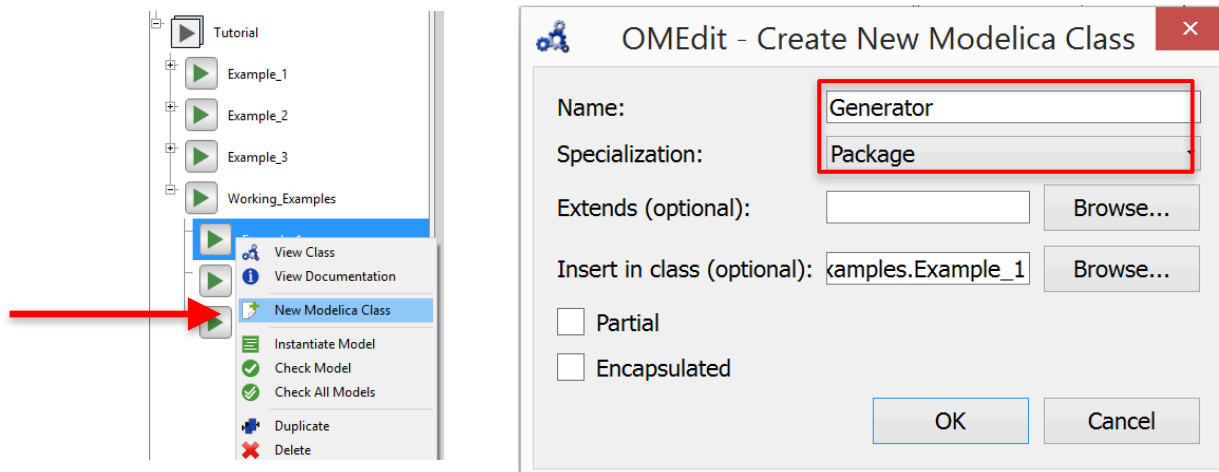 Tutorial
Example_1
Example_2
Example_3
Working_Examples
View Class
View Documentation
New Modelica Class
Instantiate Model
Check Model
Check All Models
Duplicate
Delete
OMEdit - Create New Modelica Class
Name: Generator
Specialization: Package
Extends (optional): Browse...
Insert in class (optional): xamples.Example_1 Browse...
Partial
Encapsulated
OK Cancel